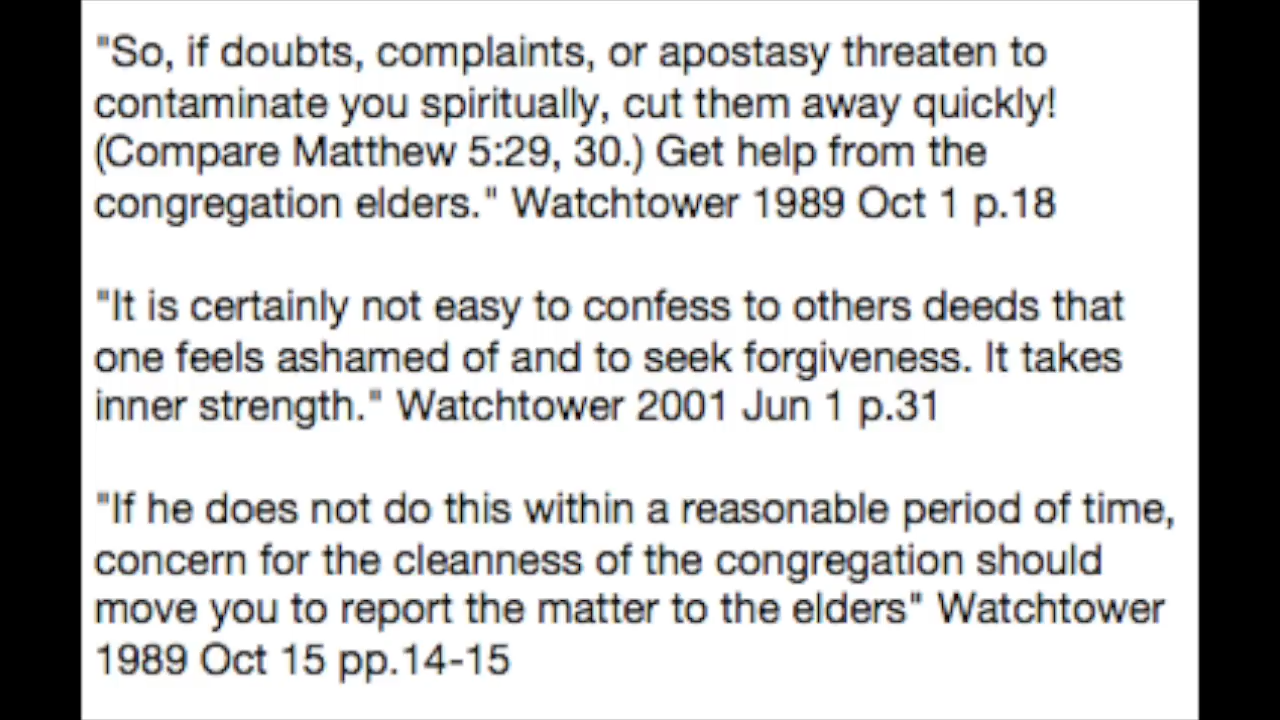 "So, if doubts, complaints, or apostasy threaten to
contaminate you spiritually, cut them away quickly!
(Compare Matthew 5:29, 30.) Get help from the
congregation elders." Watchtower 1989 Oct 1 p.18
"It is certainly not easy to confess to others deeds that
one feels ashamed of and to seek forgiveness. It takes
inner strength." Watchtower 2001 Jun 1 p.31
"If he does not do this within a reasonable period of time,
concern for the cleanness of the congregation should
move you to report the matter to the elders" Watchtower
1989 Oct 15 pp.14-15